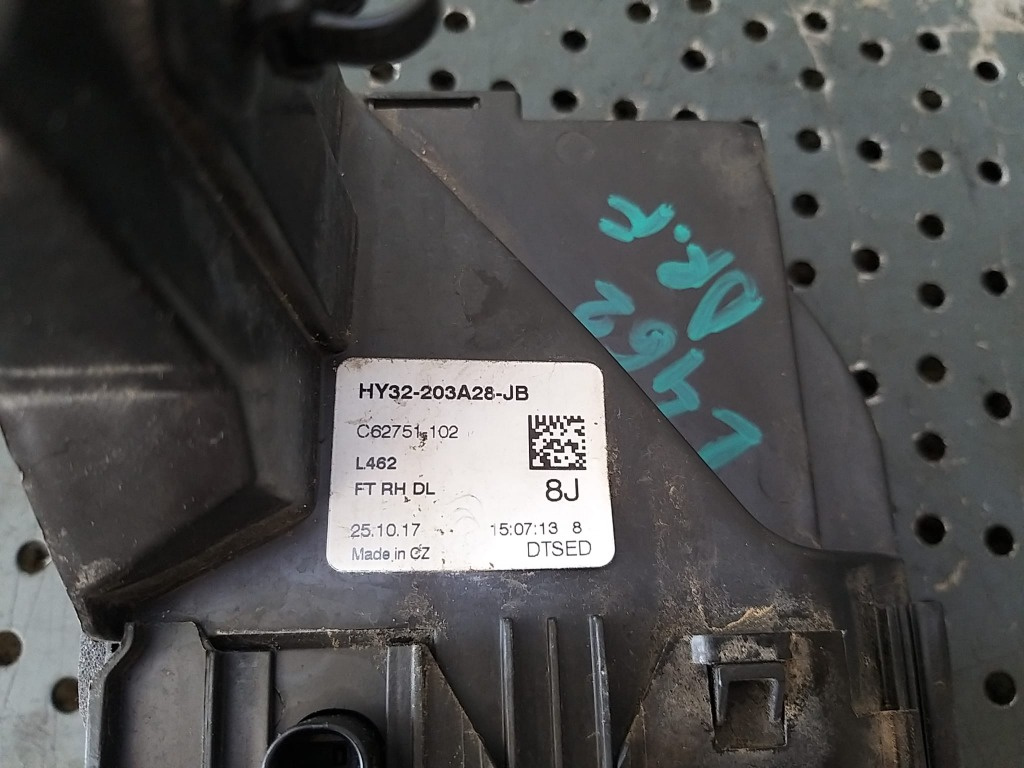 HY32-203A28-JB
C62751.102
L462
FT RH DL
8J
25.10.17 15:07:13 8
Made in CZ DTSED
L462